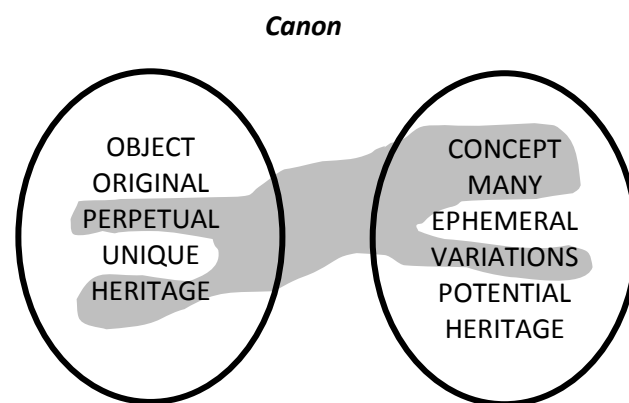 Canon
OBJECT
ORIGINAL
PERPETUAL
UNIQUE
HERITAGE
CONCEPT
MANY
EPHEMERAL
VARIATIONS
POTENTIAL
HERITAGE